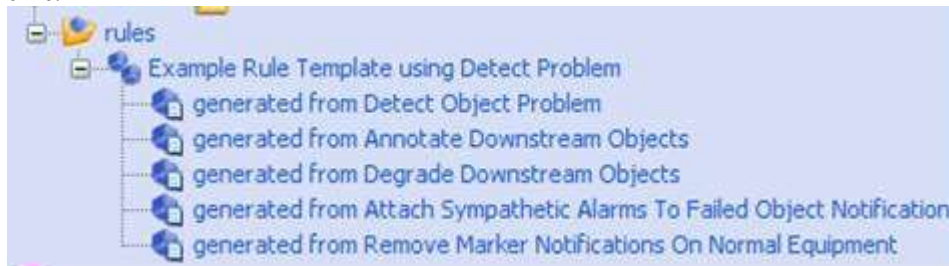 rules
Example Rule Template using Detect Problem
generated from Detect Object Problem
generated from Annotate Downstream Objects
generated from Degrade Downstream Objects
generated from Attach Sympathetic Alarms To Failed Object Notification
generated from Remove Marker Notifications On Normal Equipment